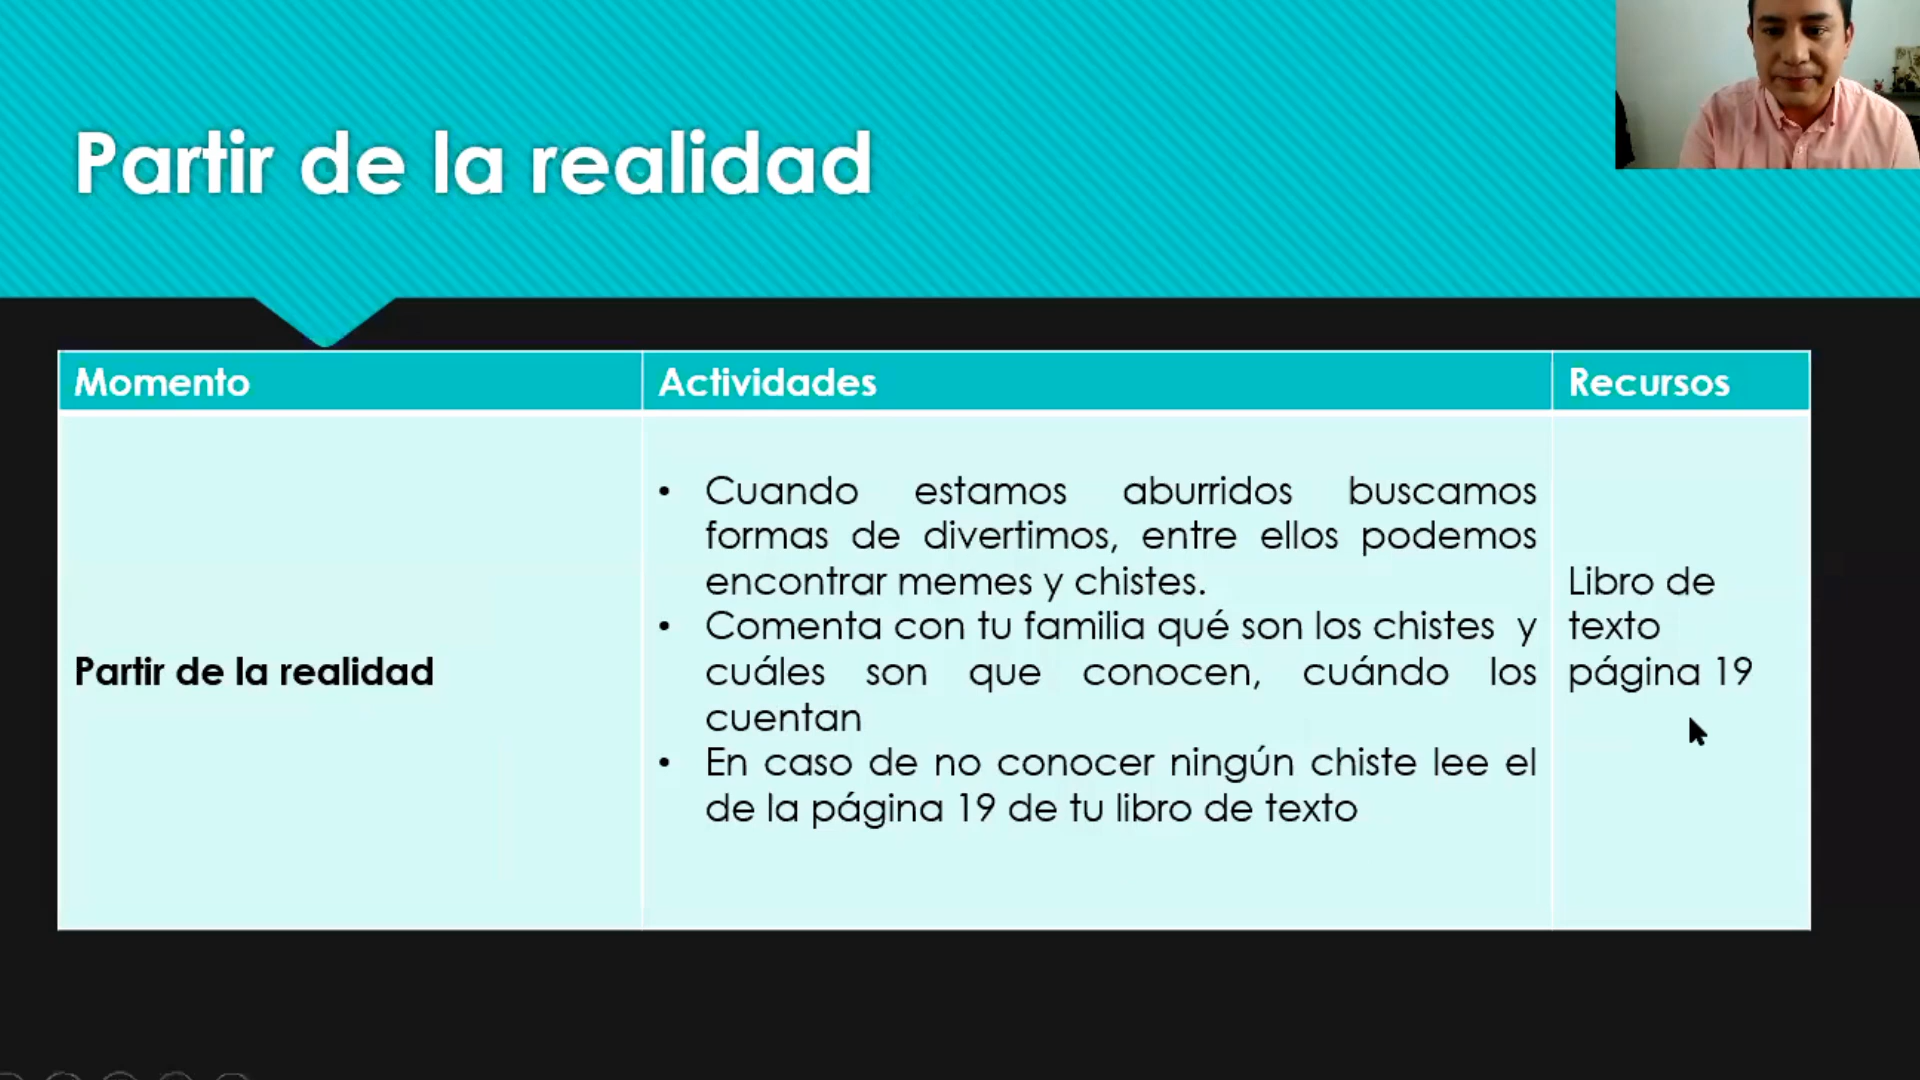 Partir de la realidad
Momento
Actividades
Recursos
Partir de la realidad
• Cuando estamos aburridos buscamos
formas de divertimos, entre ellos podemos
encontrar memes y chistes.
• Comenta con tu familia qué son los chistes y
cuáles son que conocen, cuándo los
cuentan
• En caso de no conocer ningún chiste lee el
de la página 19 de tu libro de texto
Libro de
texto
página 19